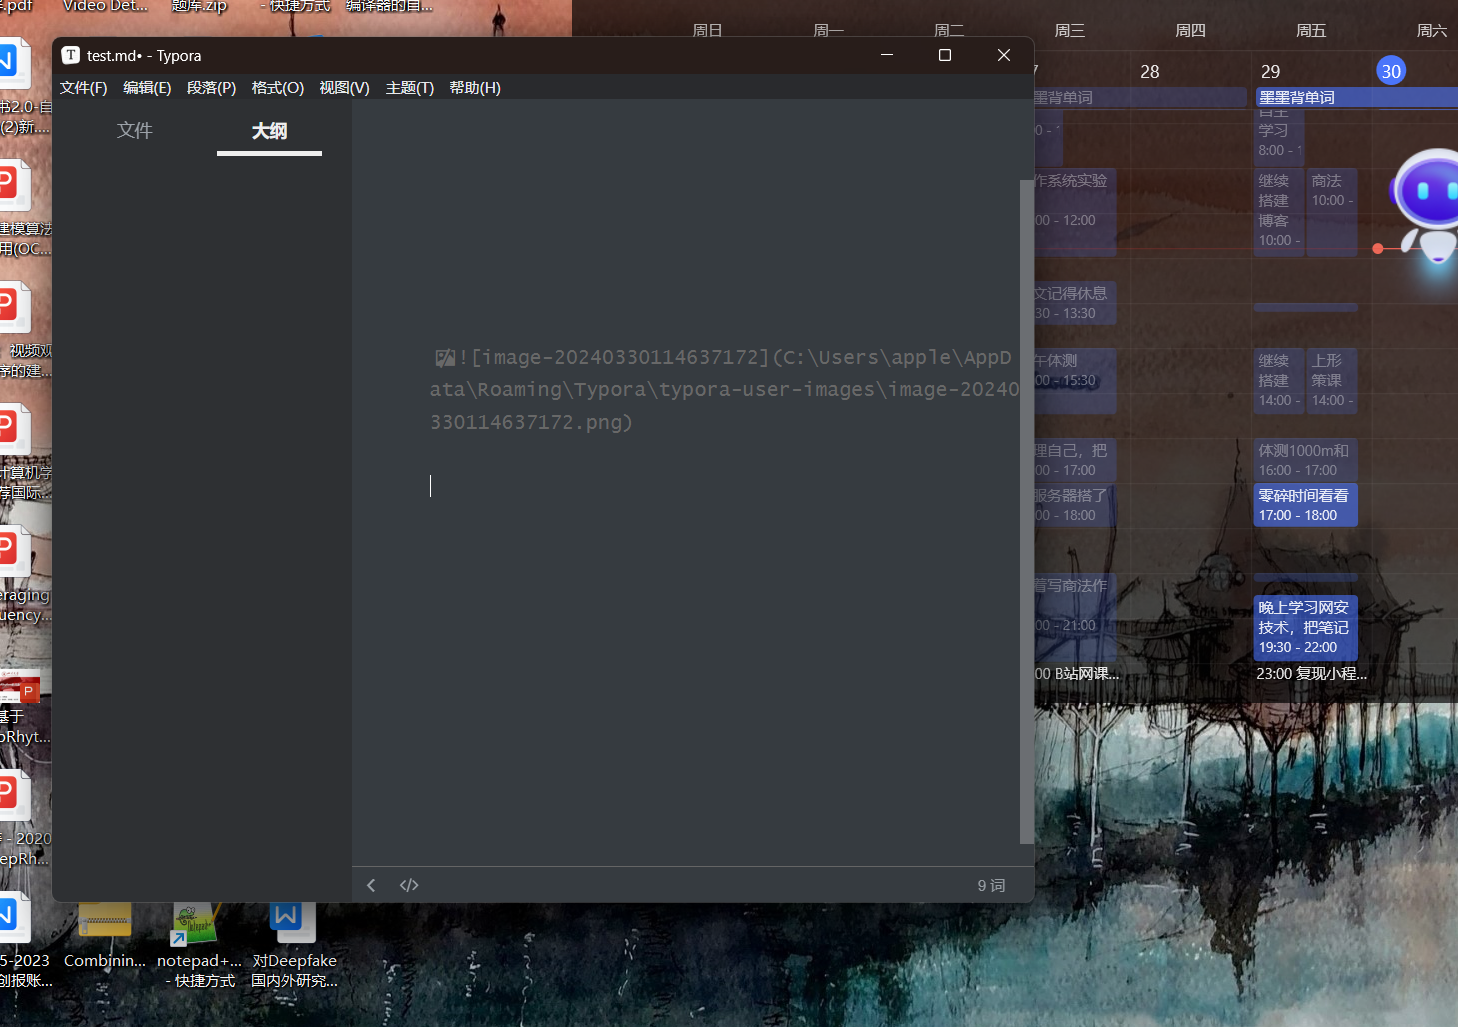 Video Det...
题库.zip
- 快捷方式
编译器的自...
test.md• - Typora
文件(F)
编辑(E)
段落(P)
格式(O)
视图(V)
主题(T)
帮助(H)
文件
大纲
![image-20240330114637172](C:\Users\apple\AppD
ata\Roaming\Typora\typora-user-images\image-20240
330114637172.png)
9 词
周日
周一
周二
周三
周四
周五
周六
28
29
30
墨背单词
墨墨背单词
学习
8:00 -
作系统实验
00 - 12:00
继续
搭建
博客
10:00 -
商法
10:00 -
文记得休息
30 - 13:30
午体测
00 - 15:30
继续
搭建
14:00 -
上形
策课
14:00 -
理自己，把
00 - 17:00
体测1000m和
16:00 - 17:00
服务器搭了
00 - 18:00
零碎时间看看
17:00 - 18:00
着写商法作
00 - 21:00
晚上学习网安
技术，把笔记
19:30 - 22:00
00 B站网课...
23:00 复现小程...
书2.0-自
(2)新....
建模算法
用(OC...
视频观
序的建...
计算机学
荐国际...
eraging
uency...
基于
oRhyt...
- 2020
epRh...
5-2023
创报账...
Combinin...
notepad+...
- 快捷方式
对Deepfake
国内外研究...